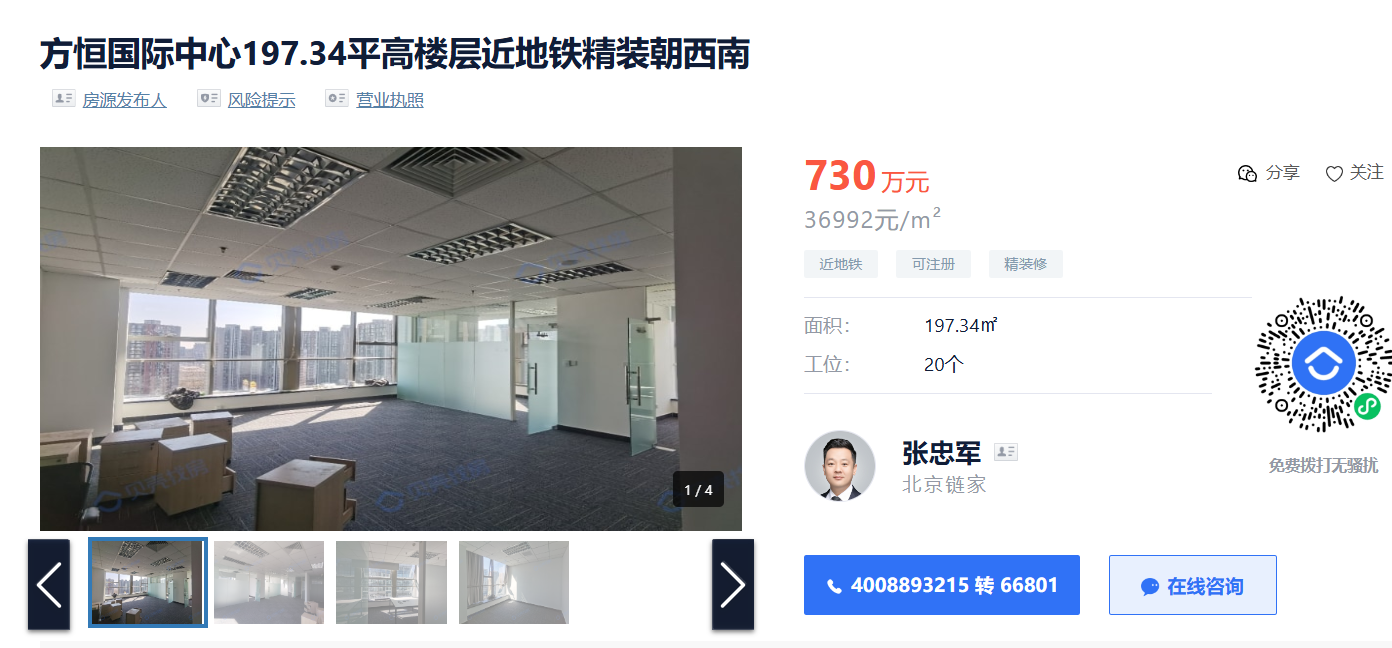 方恒国际中心197.34平高楼层近地铁精装朝西南
房源发布人 风险提示 营业执照
730万元
分享 关注
36992元/m²
近地铁 可注册 精装修
面积： 197.34㎡
工位： 20个
张忠军
北京链家
免费拨打无骚扰
1 / 4
4008893215 转 66801
在线咨询